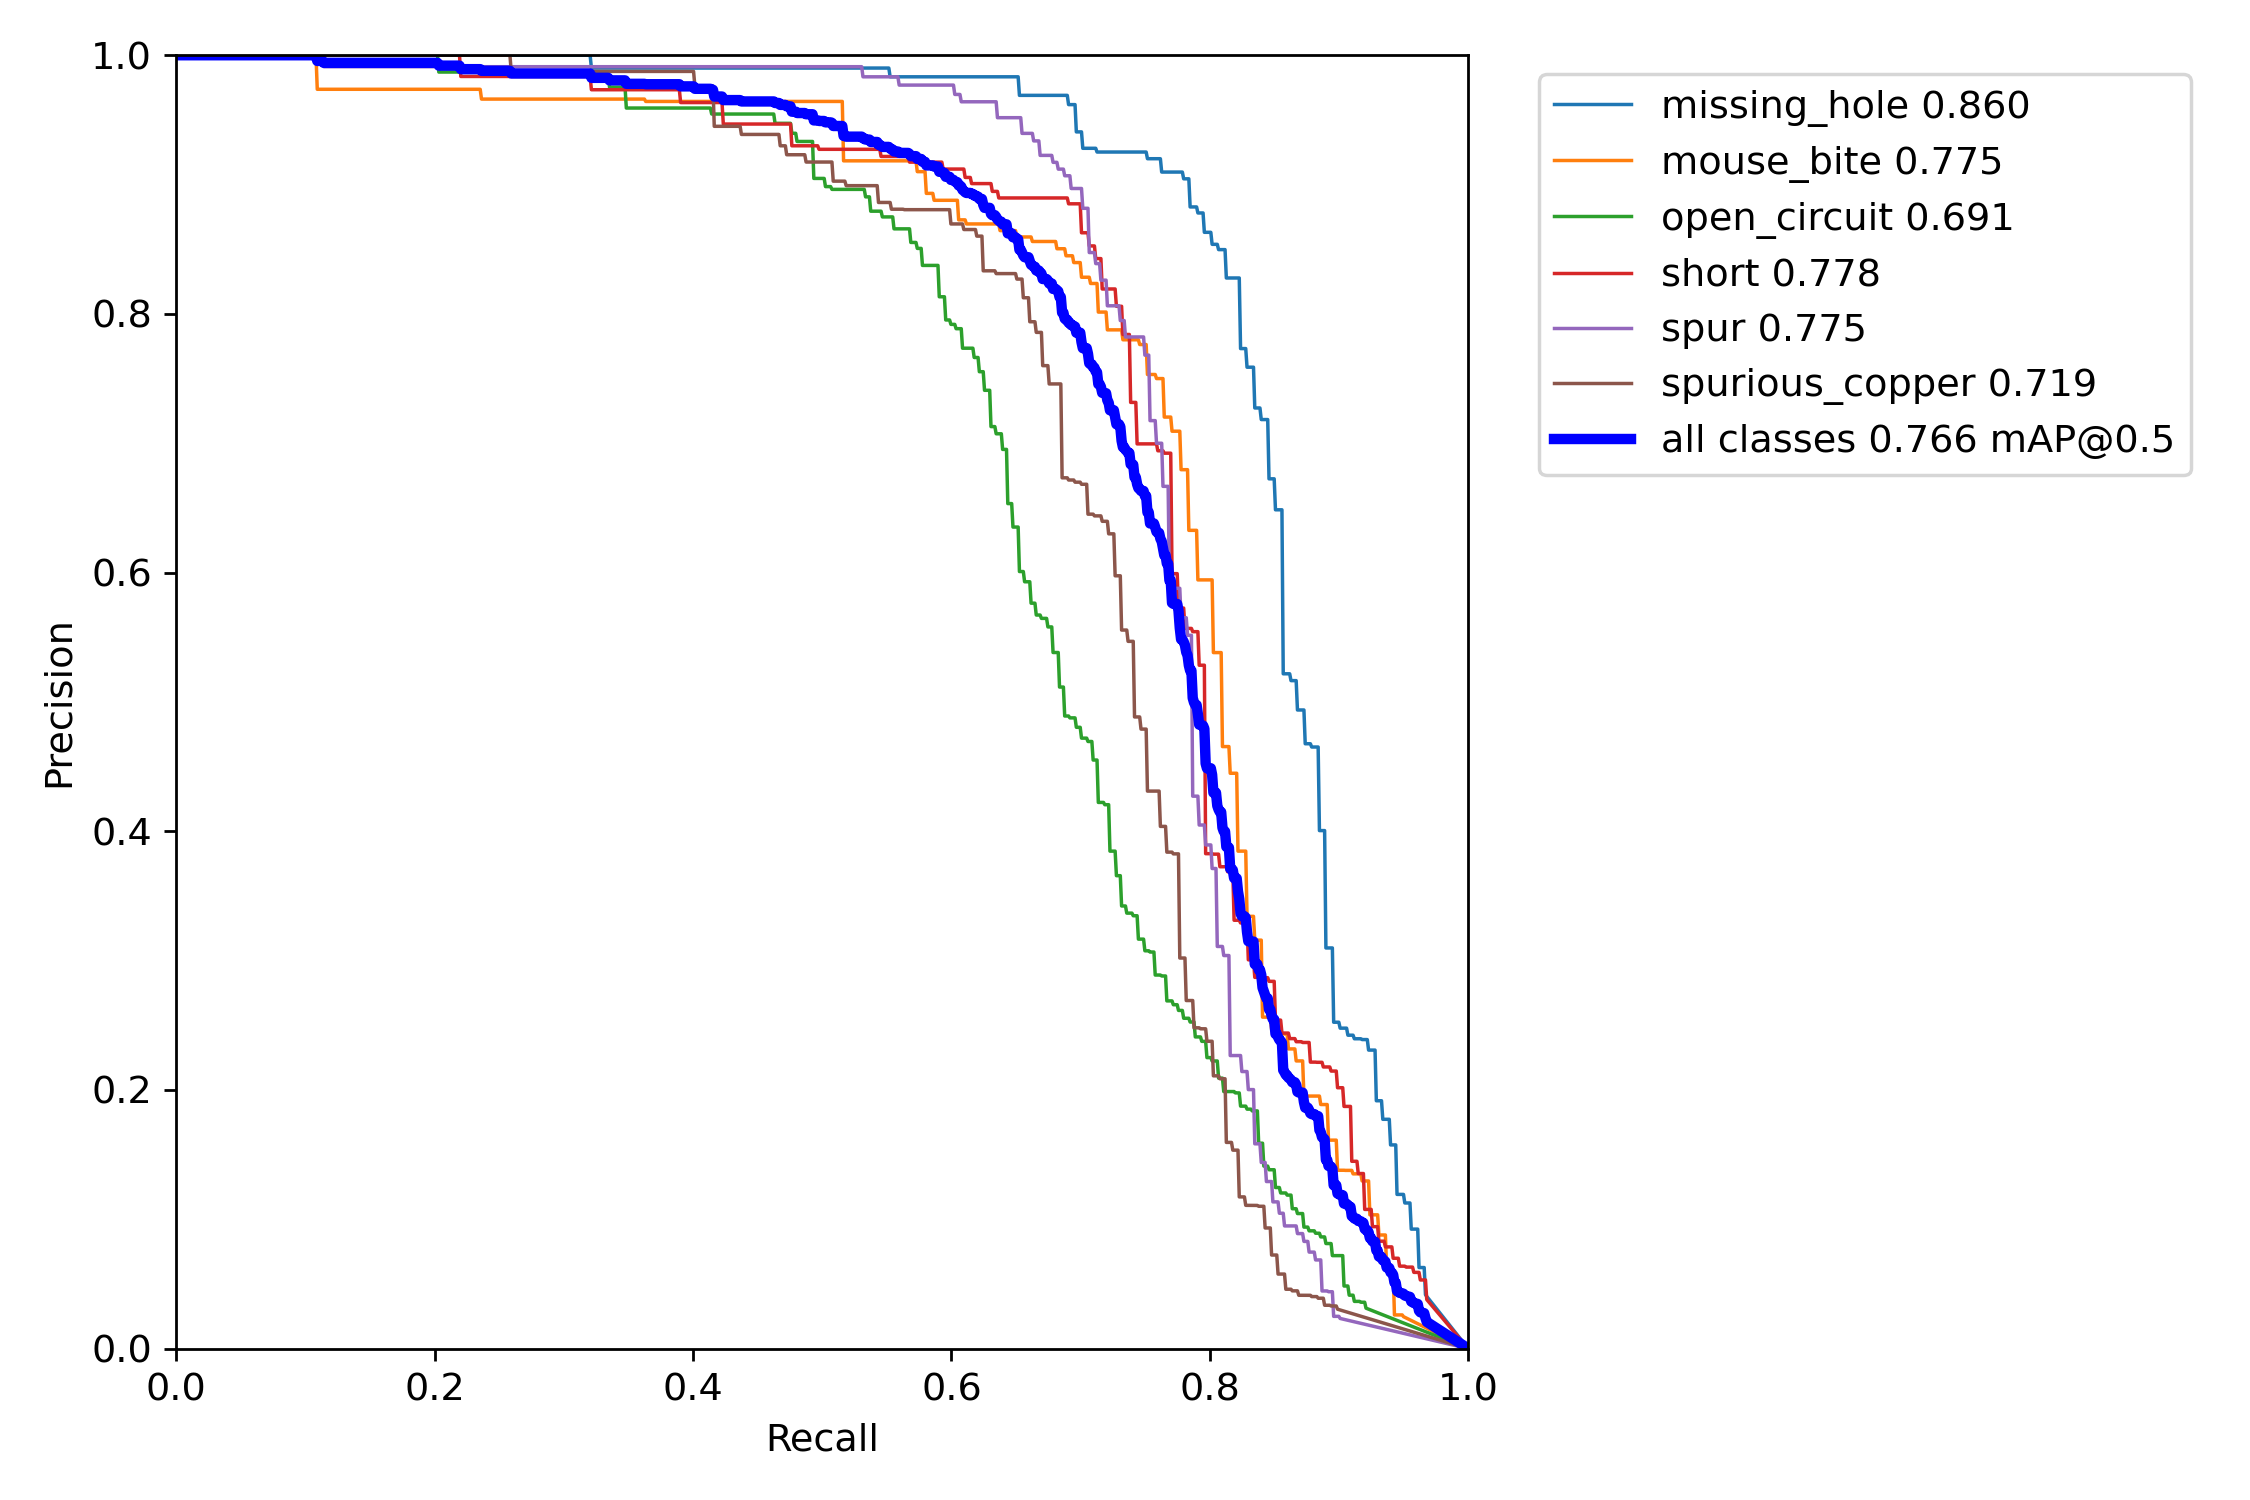 1.0
0.8
0.6
0.4
0.2
0.0
Precision
0.0 0.2 0.4 0.6 0.8 1.0
Recall
missing_hole 0.860
mouse_bite 0.775
open_circuit 0.691
short 0.778
spur 0.775
spurious_copper 0.719
all classes 0.766 mAP@0.5